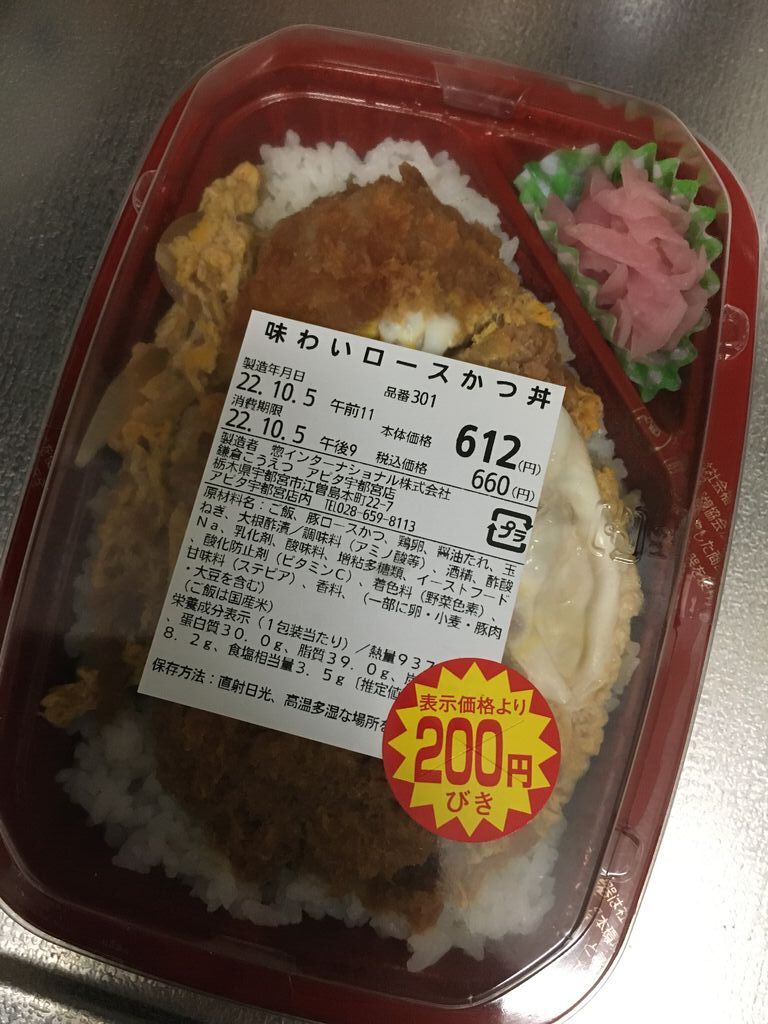 味わいロースかつ丼
製造年月日 品番301
22.10.5 午前11 本体価格 612(円)
消費期限
22.10.5 午後9 税込価格 660(円)
製造者 惣インターナショナル株式会社
鎌倉こうえつ アピタ宇都宮店
栃木県宇都宮市江曽島本町22-7
アピタ宇都宮店内 TEL028-659-8113
プラ
原材料名：ご飯、豚ロースかつ、鶏卵、醤油たれ、玉
ねぎ、大根酢漬／調味料（アミノ酸等）、酒精、酢酸
Na、乳化剤、酸味料、増粘多糖類、イーストフード
、酸化防止剤（ビタミンC）、着色料（野菜色素）、
甘味料（ステビア）、香料、（一部に卵・小麦・豚肉
・大豆を含む）
（ご飯は国産米）
栄養成分表示（1包装当たり）／熱量937
、蛋白質30.0g、脂質39.0g、
8.2g、食塩相当量3.5g〔推定値
保存方法：直射日光、高温多湿な場所を
表示価格より
200円
びき